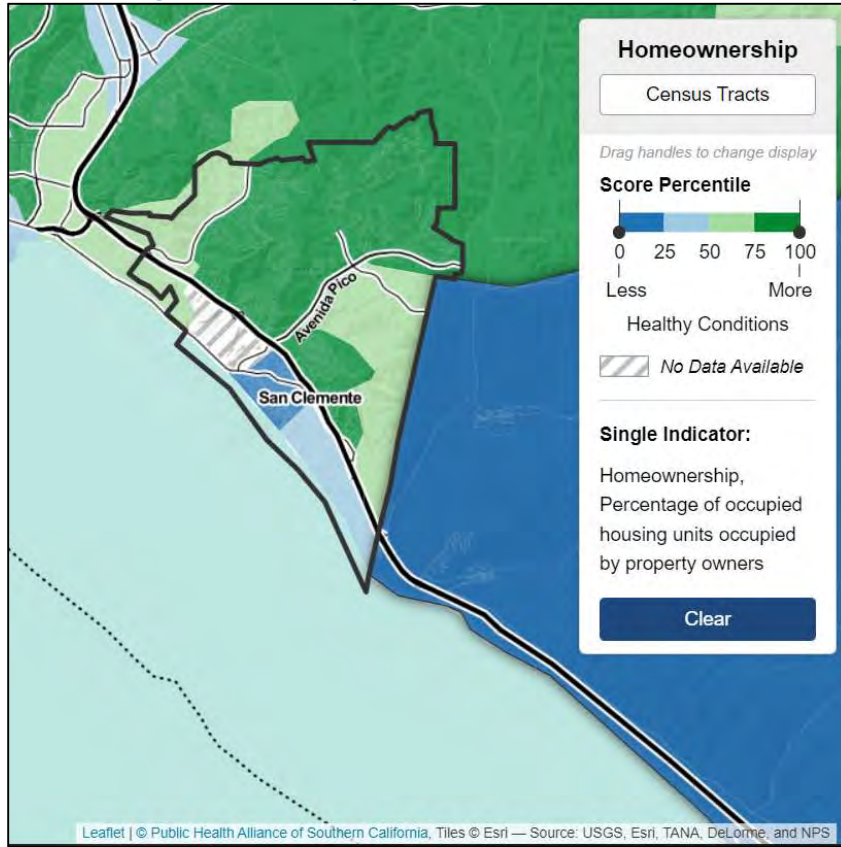 Homeownership
Census Tracts
Drag handles to change display
Score Percentile
0 25 50 75 100
Less More
Healthy Conditions
No Data Available
Single Indicator:
Homeownership,
Percentage of occupied
housing units occupied
by property owners
Clear
Avenida Pico
San Clemente
Leaflet | © Public Health Alliance of Southern California, Tiles © Esri — Source: USGS, Esri, TANA, DeLorme, and NPS